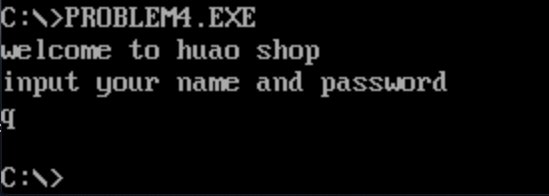 C:\>PROBLEM4.EXE
welcome to huao shop
input your name and password
q
C:\>